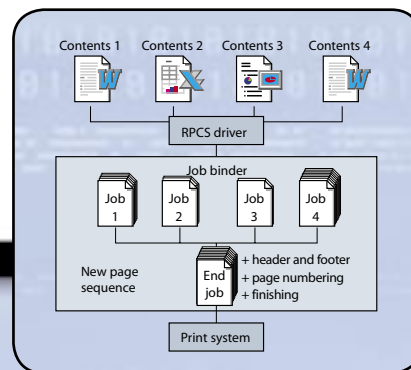 Contents 1 Contents 2 Contents 3 Contents 4
W X W
RPCS driver
Job binder
Job Job Job Job
1 2 3 4
+ header and footer
New page End + page numbering
sequence job + finishing
Print system